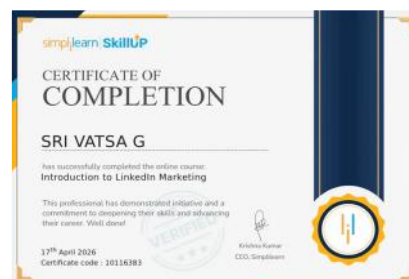 simplilearn SkillUP
CERTIFICATE OF
COMPLETION
SRI VATSA G
has successfully completed the online course
Introduction to LinkedIn Marketing
This professional has demonstrated initiative and a
commitment to deepening their skills and advancing
their career. Well done!
VERIFIED
Krishna Kumar
CEO, Simplilearn
17th April 2026
Certificate code : 10116383